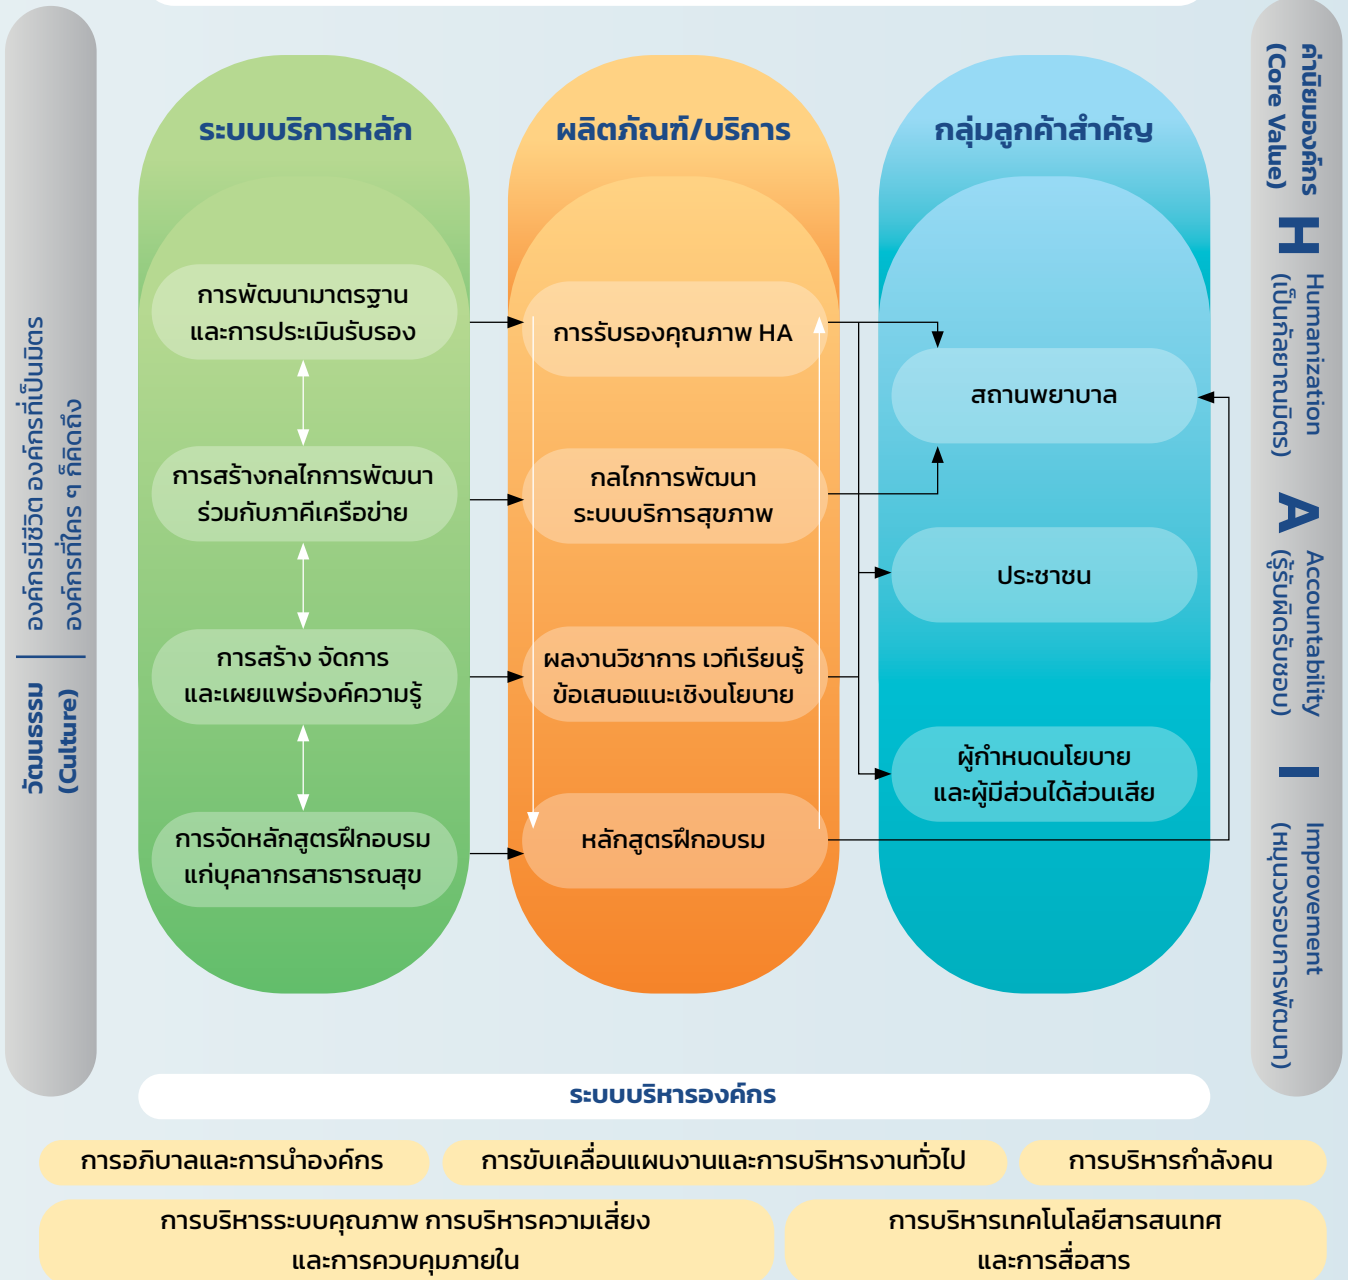 ระบบบริการหลัก
การพัฒนามาตรฐาน
และการประเมินรับรอง
การสร้างกลไกการพัฒนา
ร่วมกับภาคีเครือข่าย
การสร้าง จัดการ
และเผยแพร่องค์ความรู้
การจัดหลักสูตรฝึกอบรม
แก่บุคลากรสาธารณสุข
ผลิตภัณฑ์/บริการ
การรับรองคุณภาพ HA
กลไกการพัฒนา
ระบบบริการสุขภาพ
ผลงานวิชาการ เวทีเรียนรู้
ข้อเสนอแนะเชิงนโยบาย
หลักสูตรฝึกอบรม
กลุ่มลูกค้าสำคัญ
สถานพยาบาล
ประชาชน
ผู้กำหนดนโยบาย
และผู้มีส่วนได้ส่วนเสีย
วัฒนธรรม
(Culture)
องค์กรมีชีวิต องค์กรที่เป็นมิตร
องค์กรที่ใคร ๆ ก็คิดถึง
ค่านิยมองค์กร
(Core Value)
H
Humanization
(เป็นกัลยาณมิตร)
A
Accountability
(รู้รับผิดรับชอบ)
I
Improvement
(หมุนวงรอบการพัฒนา)
ระบบบริหารองค์กร
การอภิบาลและการนำองค์กร
การขับเคลื่อนแผนงานและการบริหารงานทั่วไป
การบริหารกำลังคน
การบริหารระบบคุณภาพ การบริหารความเสี่ยง
และการควบคุมภายใน
การบริหารเทคโนโลยีสารสนเทศ
และการสื่อสาร